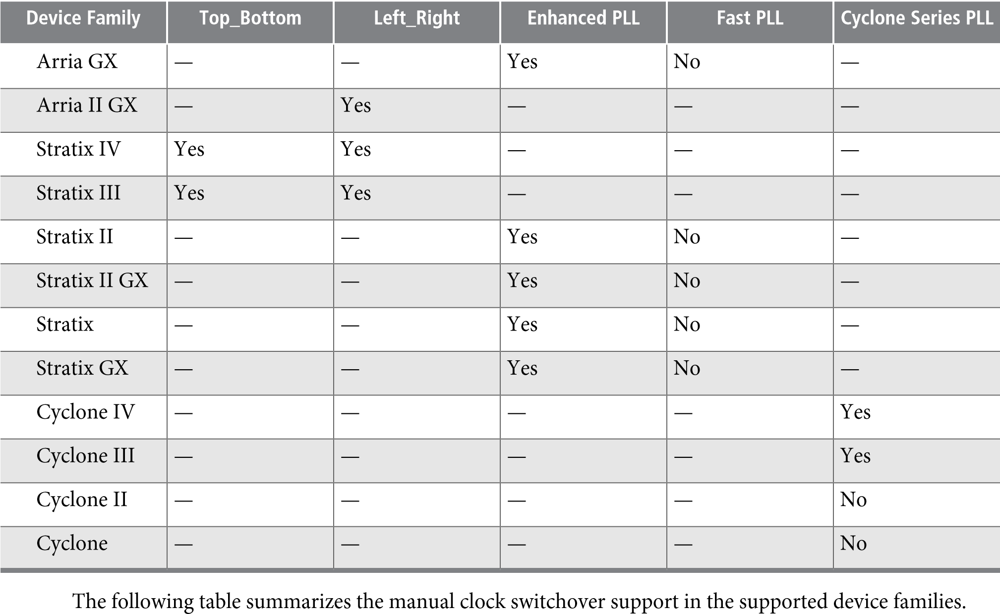 Device Family Top_Bottom Left_Right Enhanced PLL Fast PLL Cyclone Series PLL
Arria GX — — Yes No —
Arria II GX — Yes — — —
Stratix IV Yes Yes — — —
Stratix III Yes Yes — — —
Stratix II — — Yes No —
Stratix II GX — — Yes No —
Stratix — — Yes No —
Stratix GX — — Yes No —
Cyclone IV — — — — Yes
Cyclone III — — — — Yes
Cyclone II — — — — No
Cyclone — — — — No
The following table summarizes the manual clock switchover support in the supported device families.